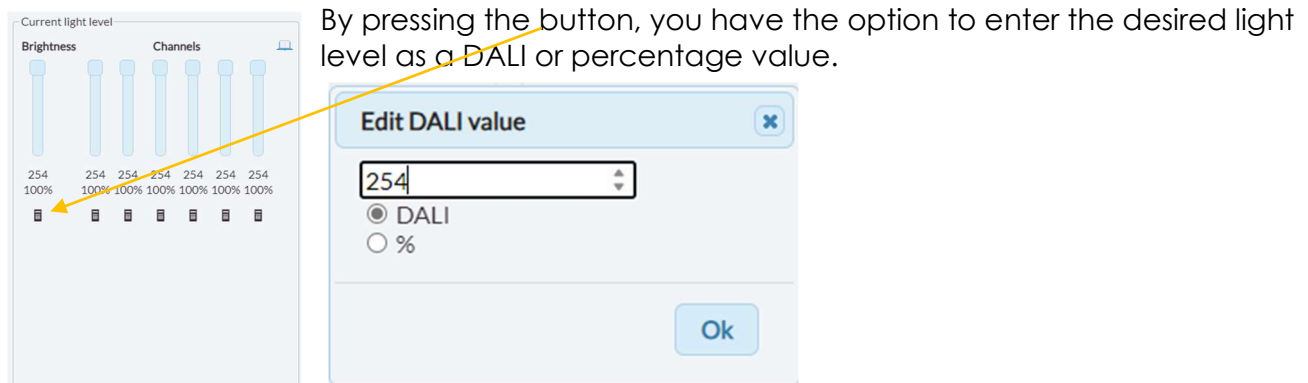 Current light level
Brightness Channels
254 254 254 254 254 254 254
100% 100% 100% 100% 100% 100% 100%
By pressing the button, you have the option to enter the desired light
level as a DALI or percentage value.
Edit DALI value
254
DALI
%
Ok